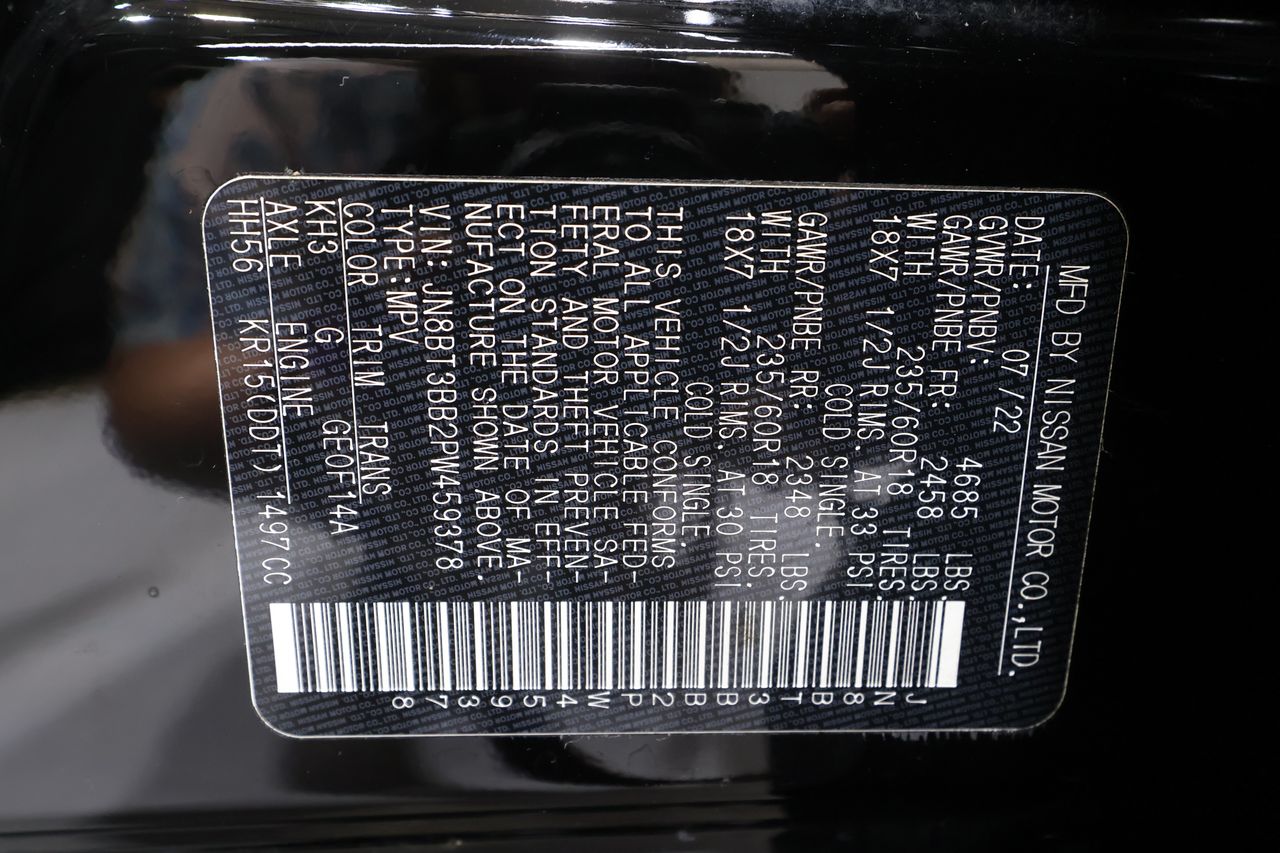 MFD BY NISSAN MOTOR CO.,LTD.
DATE: 07/22
GVWR/PNBV: 4685 LBS.
GAWR/PNBE FR: 2458 LBS.
WITH 235/60R18 TIRES.
18X7 1/2J RIMS. AT 33 PSI
COLD SINGLE.
GAWR/PNBE RR: 2348 LBS.
WITH 235/60R18 TIRES.
18X7 1/2J RIMS. AT 30 PSI
COLD SINGLE.
THIS VEHICLE CONFORMS
TO ALL APPLICABLE FED-
ERAL MOTOR VEHICLE SA-
FETY AND THEFT PREVEN-
TION STANDARDS IN EFF-
ECT ON THE DATE OF MA-
NUFACTURE SHOWN ABOVE.
VIN: JN8BT3BB2PW459378
TYPE:MPV
COLOR TRIM TRANS
KH3 G GE0F14A
AXLE ENGINE
HH56 KR15(DDT)1497CC
JN8BT3BB2PW459378